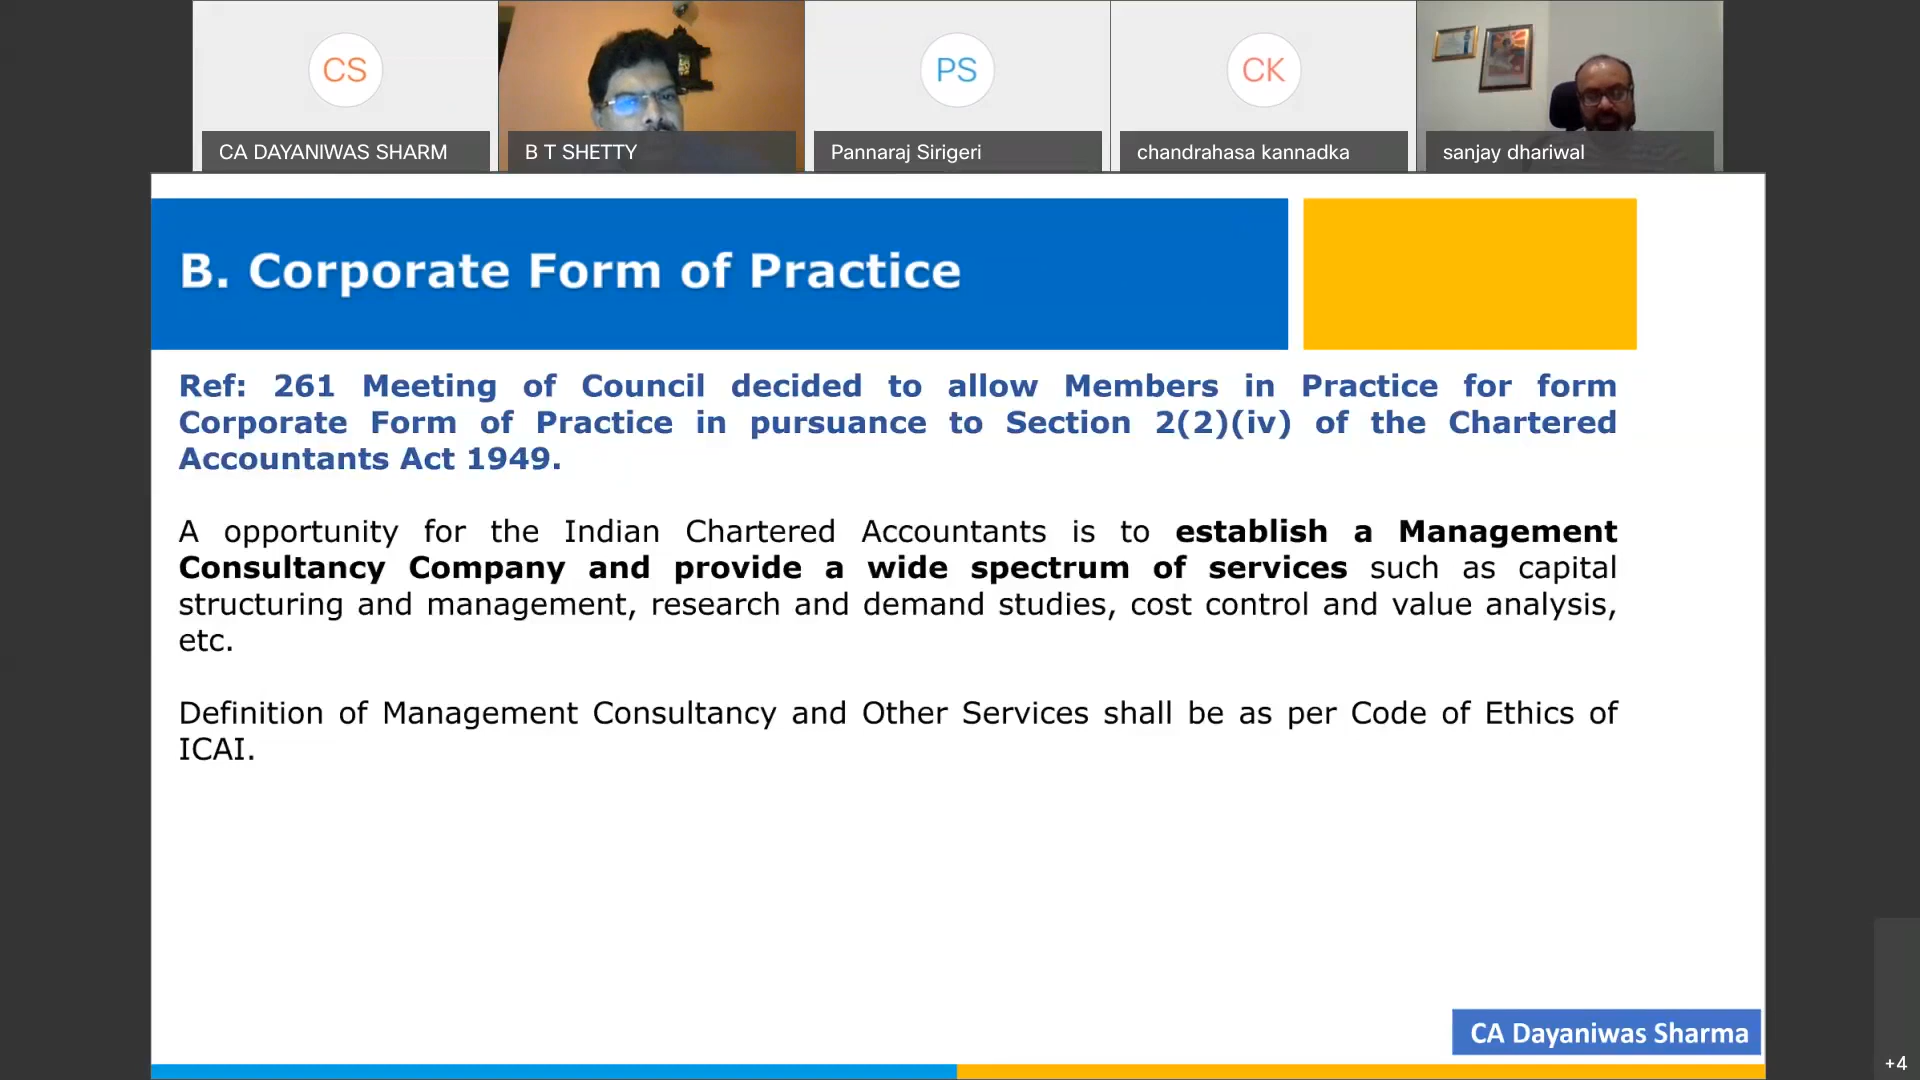 CS
PS
CK
CA DAYANIWAS SHARM
B T SHETTY
Pannaraj Sirigeri
chandrahasa kannadka
sanjay dhariwal
B. Corporate Form of Practice
Ref: 261 Meeting of Council decided to allow Members in Practice for form
Corporate Form of Practice in pursuance to Section 2(2)(iv) of the Chartered
Accountants Act 1949.
A opportunity for the Indian Chartered Accountants is to establish a Management
Consultancy Company and provide a wide spectrum of services such as capital
structuring and management, research and demand studies, cost control and value analysis,
etc.
Definition of Management Consultancy and Other Services shall be as per Code of Ethics of
ICAI.
CA Dayaniwas Sharma
+4